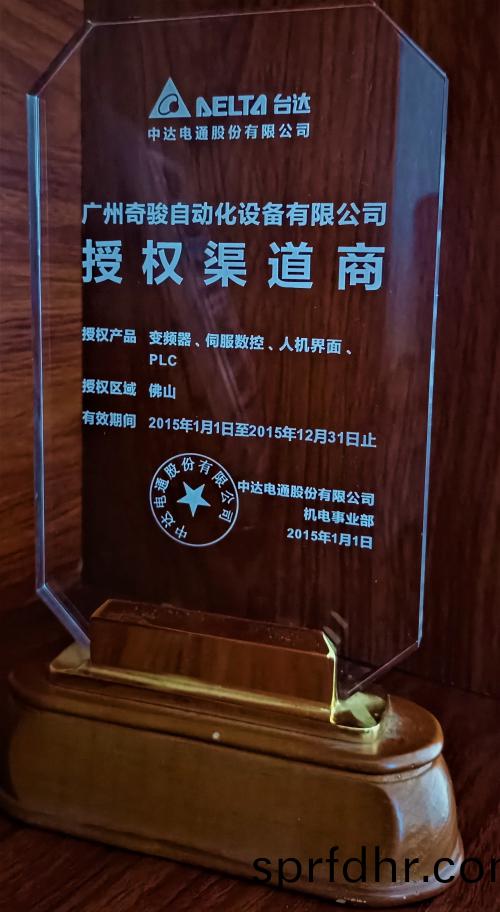 DELTA 台达
中达电通股份有限公司
广州奇骏自动化设备有限公司
授权渠道商
授权产品 变频器、伺服数控、人机界面、
PLC
授权区域 佛山
有效期间 2015年1月1日至2015年12月31日止
中达电通股份有限公司
中达电通股份有限公司
机电事业部
2015年1月1日
sprfdhr.com